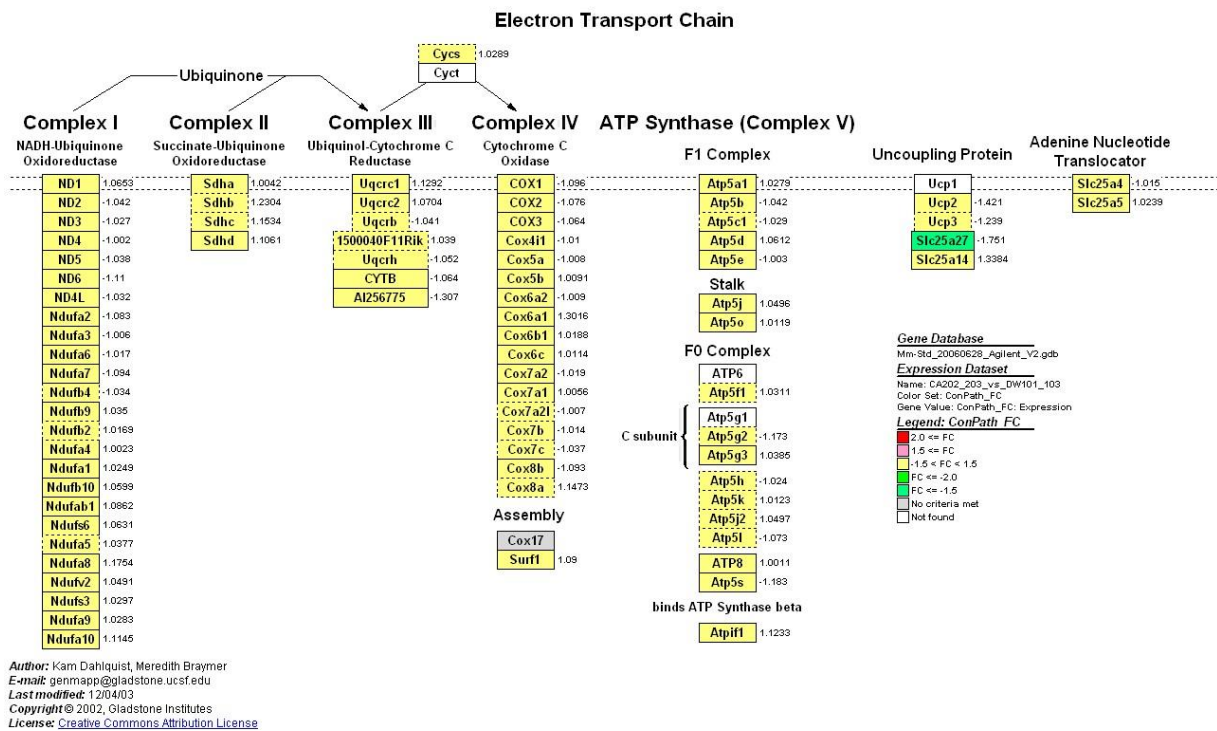 Electron Transport Chain
Cycs 1.0289
Cyct
Ubiquinone
Complex I
NADH-Ubiquinone
Oxidoreductase
ND1 1.0653
ND2 -1.042
ND3 -1.027
ND4 -1.002
ND5 -1.038
ND6 -1.11
ND4L -1.032
Ndufa2 -1.083
Ndufa3 -1.006
Ndufa6 -1.017
Ndufa7 -1.094
Ndufb4 -1.034
Ndufb9 1.035
Ndufb2 1.0169
Ndufa4 1.0023
Ndufa1 1.0249
Ndufb10 1.0599
Ndufab1 1.0862
Ndufs6 1.0631
Ndufa5 1.0377
Ndufa8 1.1754
Ndufv2 1.0491
Ndufs3 1.0297
Ndufa9 1.0283
Ndufa10 1.1145
Complex II
Succinate-Ubiquinone
Oxidoreductase
Sdha 1.0042
Sdhb 1.2304
Sdhc 1.1534
Sdhd 1.1061
Complex III
Ubiquinol-Cytochrome C
Reductase
Uqcrc1 1.1292
Uqcrc2 1.0704
Uqcrb -1.041
1500040F11Rik 1.039
Uqcrh -1.052
CYTB -1.064
AI256775 -1.307
Complex IV
Cytochrome C
Oxidase
COX1 -1.096
COX2 -1.076
COX3 -1.064
Cox4i1 -1.01
Cox5a -1.008
Cox5b 1.0091
Cox6a2 -1.009
Cox6a1 1.3016
Cox6b1 1.0188
Cox6c 1.0114
Cox7a2 -1.019
Cox7a1 1.0056
Cox7a2l -1.007
Cox7b -1.014
Cox7c -1.037
Cox8b -1.093
Cox8a 1.1473
Assembly
Cox17
Surf1 1.09
ATP Synthase (Complex V)
F1 Complex
Atp5a1 1.0279
Atp5b -1.042
Atp5c1 -1.029
Atp5d 1.0612
Atp5e -1.003
Stalk
Atp5j 1.0496
Atp5o 1.0119
F0 Complex
ATP6
Atp5f1 1.0311
C subunit
Atp5g1
Atp5g2 -1.173
Atp5g3 1.0385
Atp5h -1.024
Atp5k 1.0123
Atp5j2 1.0497
Atp5l -1.073
ATP8 1.0011
Atp5s -1.183
binds ATP Synthase beta
Atpif1 1.1233
Uncoupling Protein
Ucp1
Ucp2 -1.421
Ucp3 -1.239
Slc25a27 -1.751
Slc25a14 1.3384
Adenine Nucleotide
Translocator
Slc25a4 -1.015
Slc25a5 1.0239
Gene Database
Mm-Std_20060628_Agilent_V2.gdb
Expression Dataset
Name: CA202_203_vs_DW101_103
Color Set: ConPath_FC
Gene Value: ConPath_FC: Expression
Legend: ConPath_FC
2.0 <= FC
1.5 <= FC
-1.5 < FC < 1.5
FC <= -2.0
FC <= -1.5
No criteria met
Not found
Author: Kam Dahlquist, Meredith Braymer
E-mail: genmapp@gladstone.ucsf.edu
Last modified: 12/04/03
Copyright © 2002, Gladstone Institutes
License: Creative Commons Attribution License